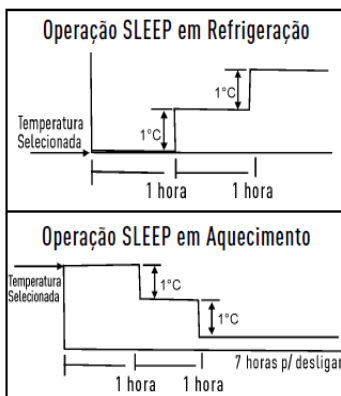 Operação SLEEP em Refrigeração
1°C
1°C
Temperatura
Selecionada
1 hora
1 hora
Operação SLEEP em Aquecimento
Temperatura
Selecionada
1°C
1°C
7 horas p/ desligar
1 hora
1 hora